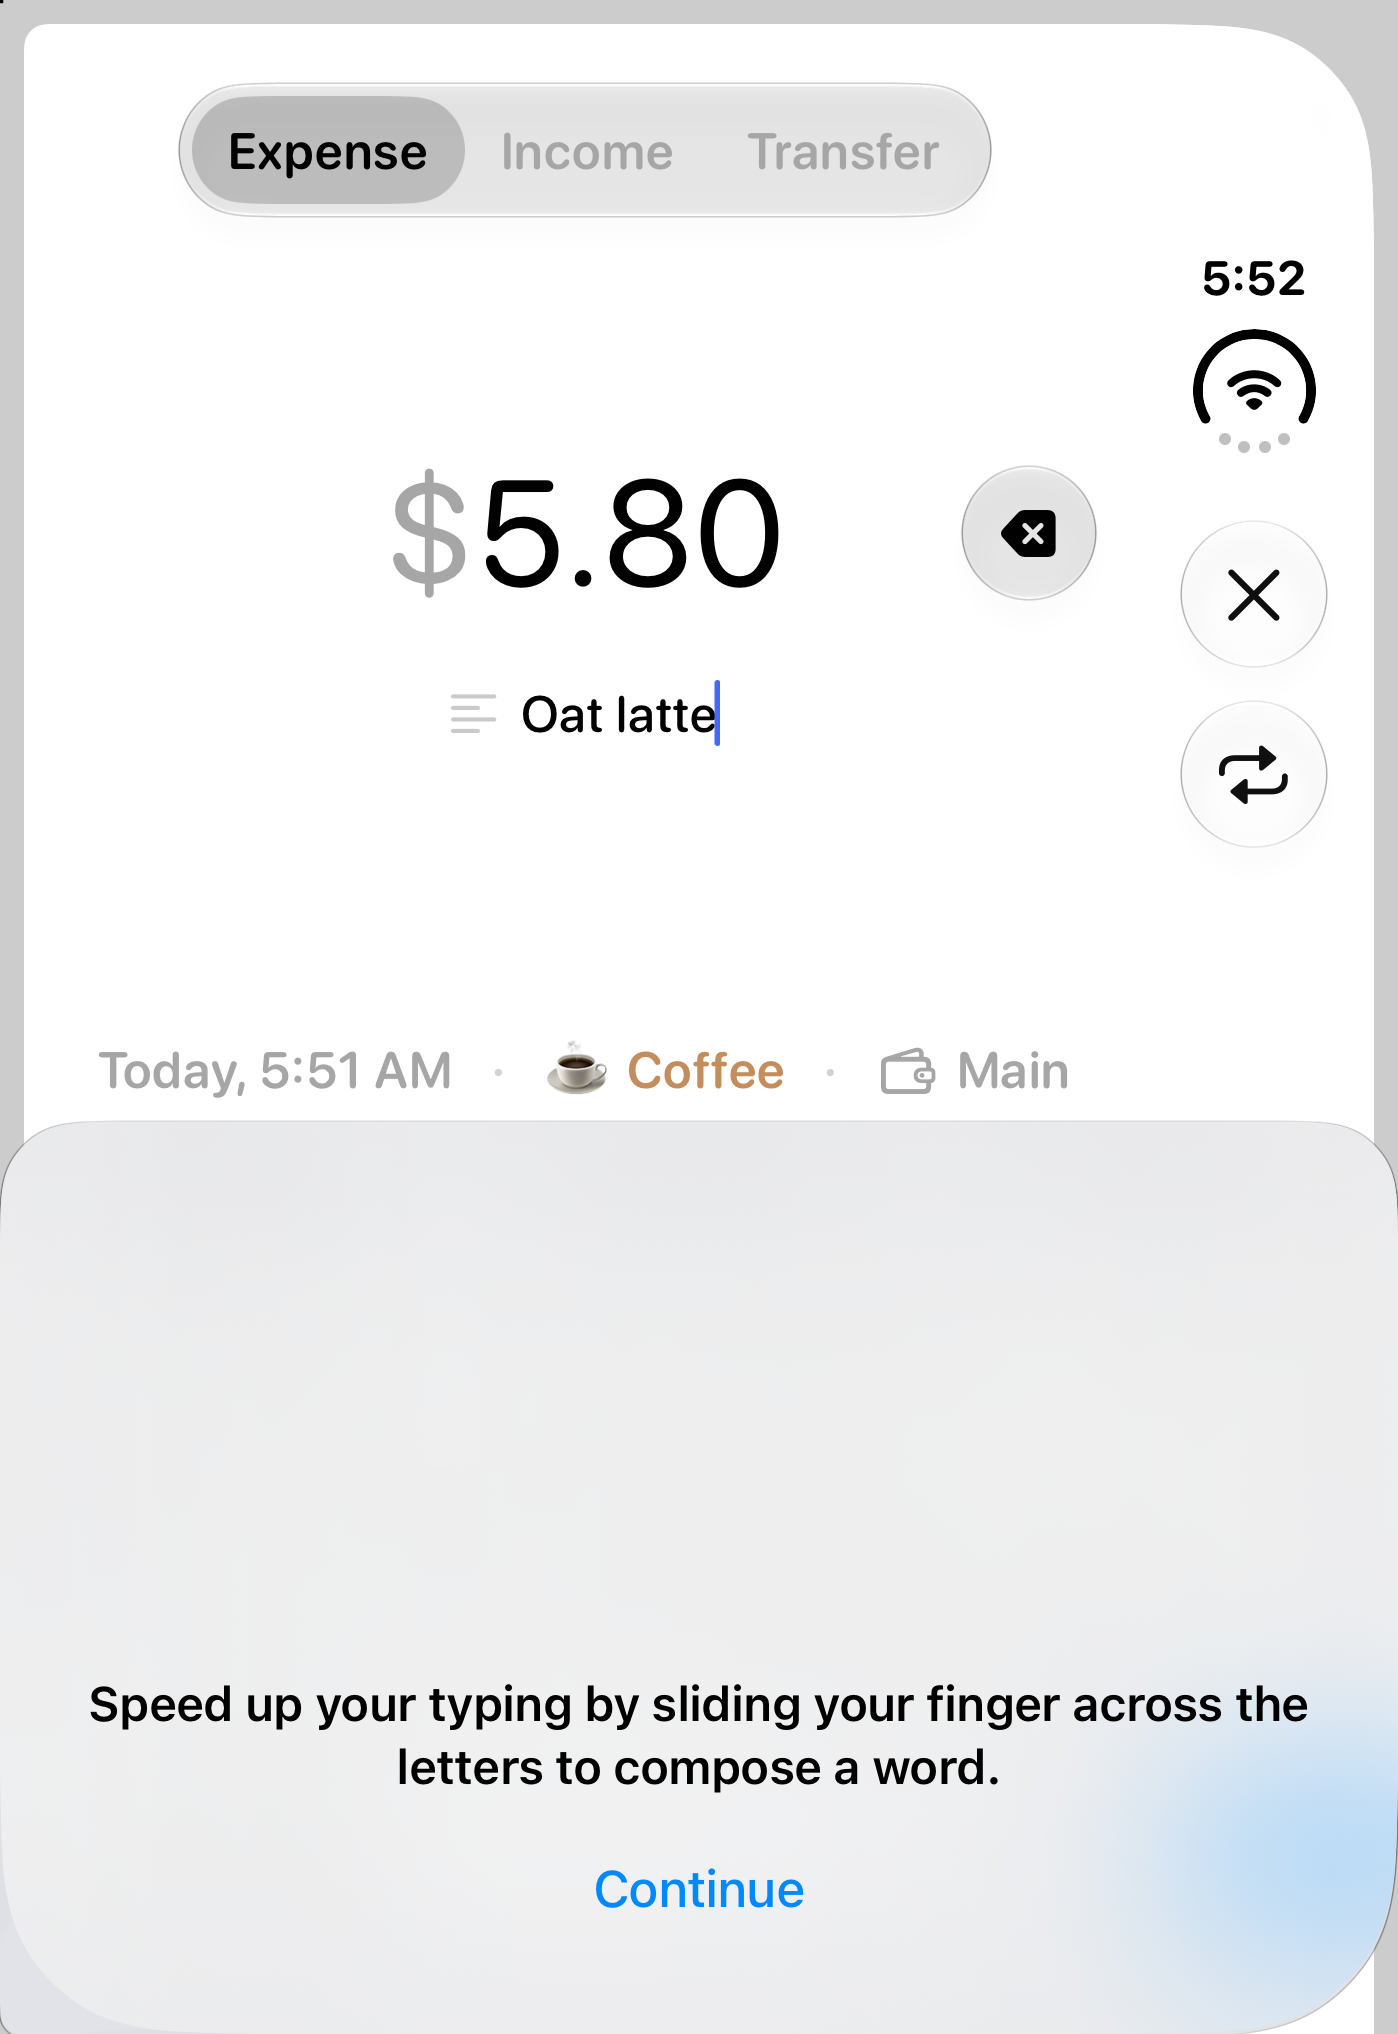 Expense Income Transfer
5:52
$5.80
Oat latte
Today, 5:51 AM · Coffee · Main
Speed up your typing by sliding your finger across the
letters to compose a word.
Continue